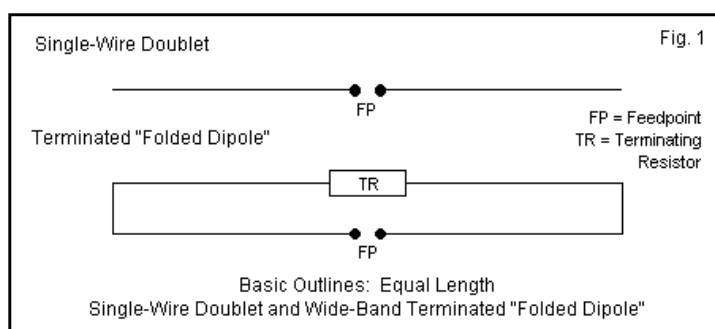 Single-Wire Doublet
Fig. 1
FP
FP = Feedpoint
TR = Terminating
Resistor
Terminated "Folded Dipole"
TR
FP
Basic Outlines: Equal Length
Single-Wire Doublet and Wide-Band Terminated "Folded Dipole"